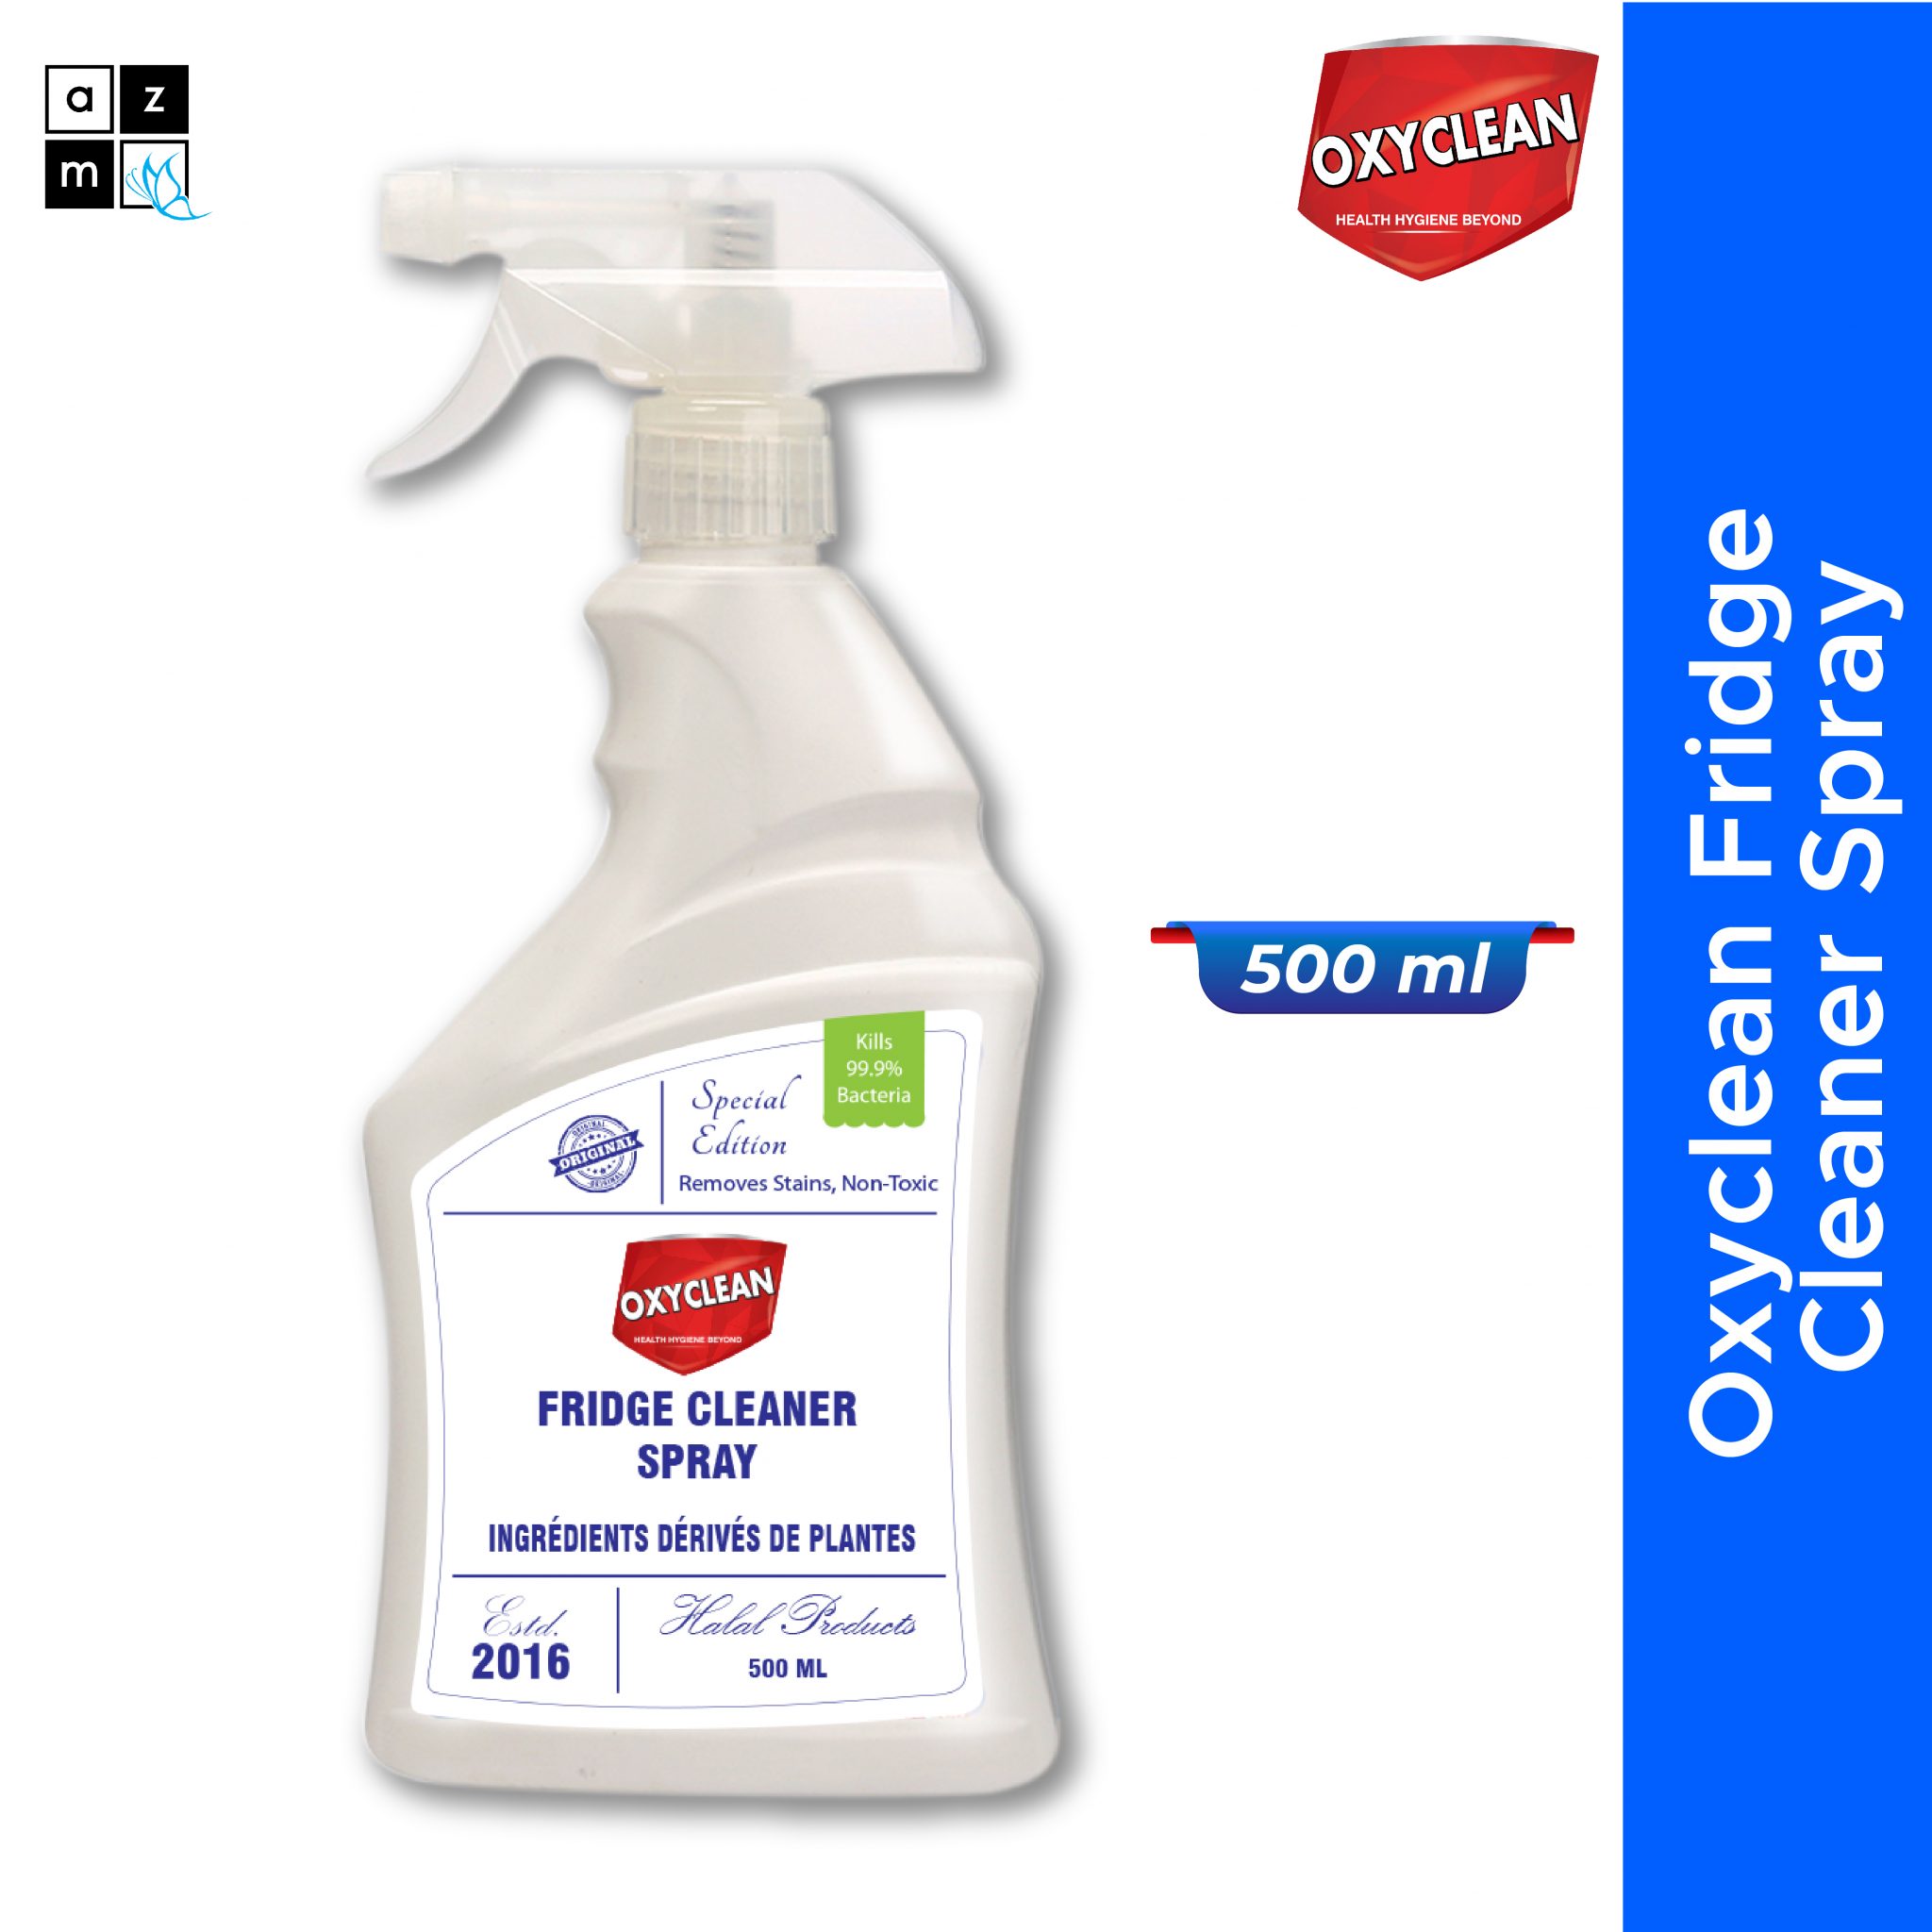 a z
m
OXYCLEAN
HEALTH HYGIENE BEYOND
Kills
99.9%
Bacteria
Special
Edition
ORIGINAL
ORIGINAL
ORIGINAL
Removes Stains, Non-Toxic
OXYCLEAN
HEALTH HYGIENE BEYOND
FRIDGE CLEANER
SPRAY
INGRÉDIENTS DÉRIVÉS DE PLANTES
Estd.
2016
Halal Products
500 ML
500 ml
Oxyclean Fridge
Cleaner Spray